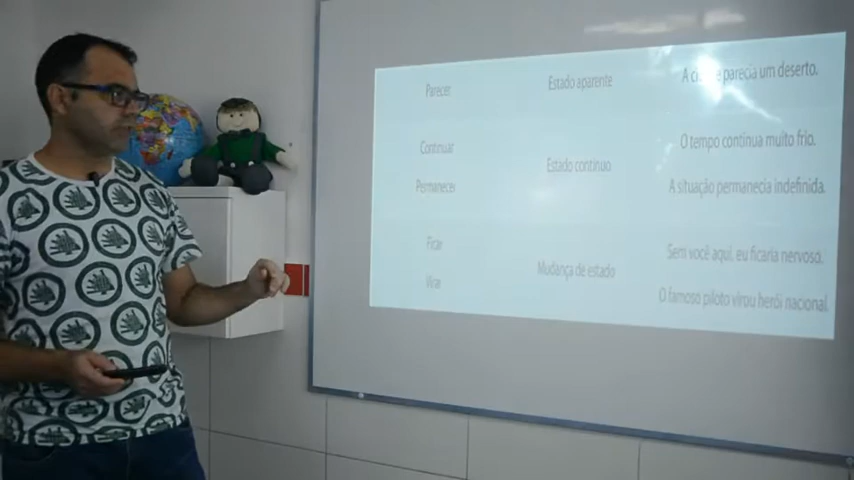 Parecer Estado aparente A cidade parecia um deserto.
Continuar O tempo continua muito frio.
Estado contínuo
Permanecer A situação permanecia indefinida.
Ficar Sem você aqui, eu ficaria nervoso.
Mudança de estado
Virar O famoso piloto virou herói nacional.